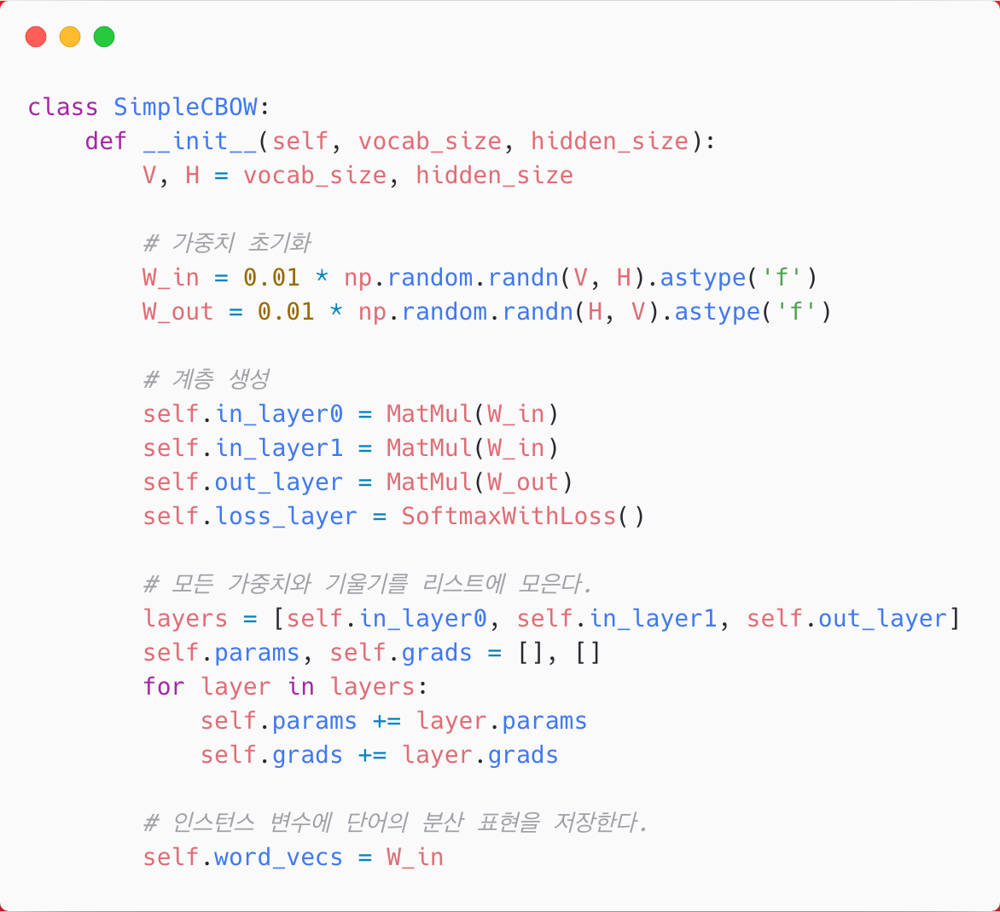 class SimpleCBOW:
    def __init__(self, vocab_size, hidden_size):
        V, H = vocab_size, hidden_size

        # 가중치 초기화
        W_in = 0.01 * np.random.randn(V, H).astype('f')
        W_out = 0.01 * np.random.randn(H, V).astype('f')

        # 계층 생성
        self.in_layer0 = MatMul(W_in)
        self.in_layer1 = MatMul(W_in)
        self.out_layer = MatMul(W_out)
        self.loss_layer = SoftmaxWithLoss()

        # 모든 가중치와 기울기를 리스트에 모은다.
        layers = [self.in_layer0, self.in_layer1, self.out_layer]
        self.params, self.grads = [], []
        for layer in layers:
            self.params += layer.params
            self.grads += layer.grads

        # 인스턴스 변수에 단어의 분산 표현을 저장한다.
        self.word_vecs = W_in